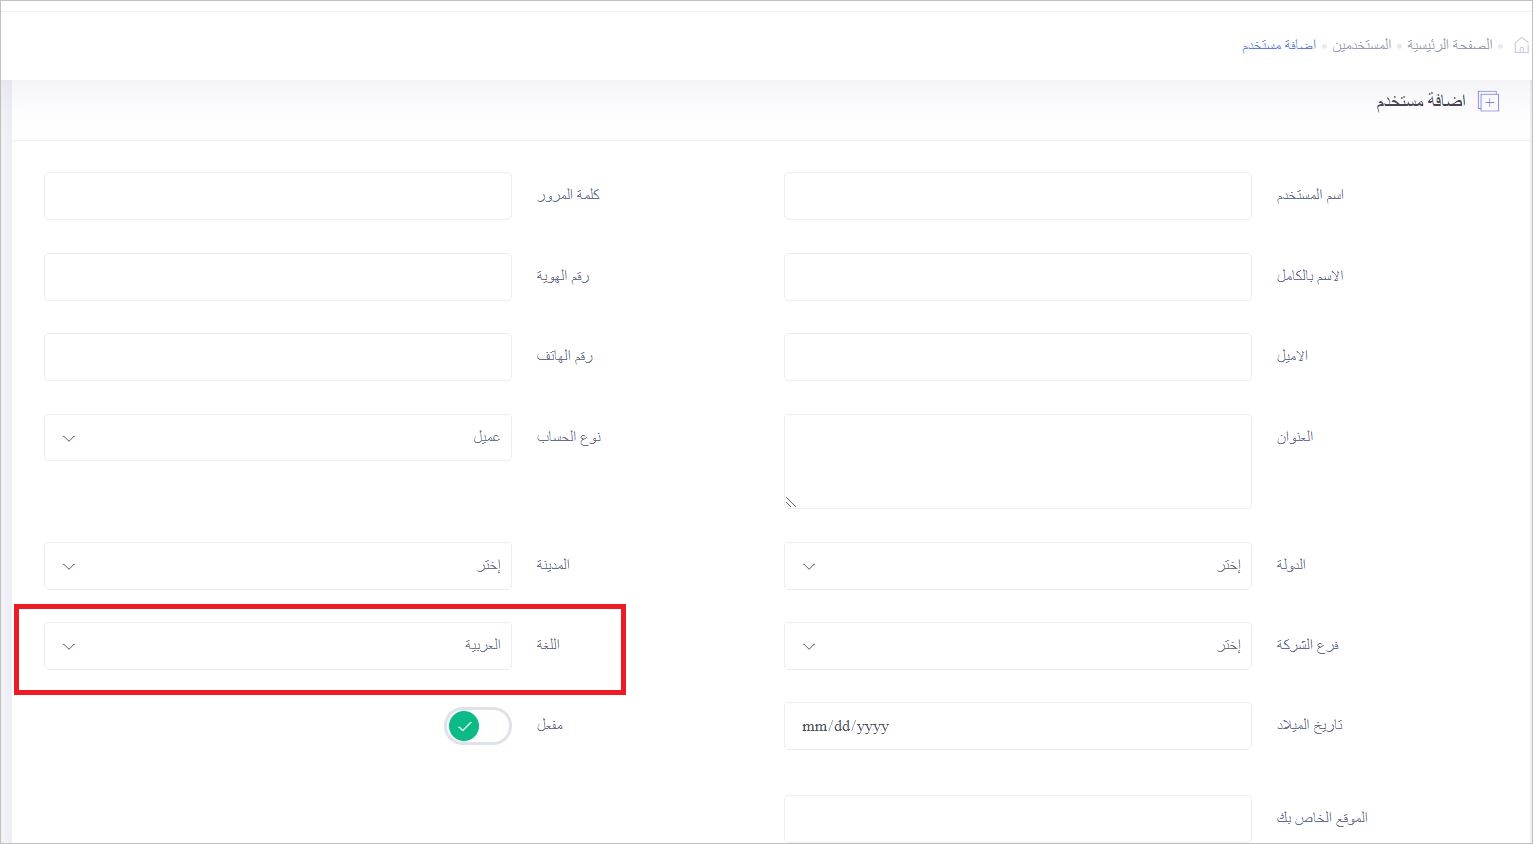 الصفحة الرئيسية • المستخدمين • اضافة مستخدم
اضافة مستخدم
اسم المستخدم
كلمة المرور
الاسم بالكامل
رقم الهوية
الاميل
رقم الهاتف
العنوان
نوع الحساب
عميل
الدولة
إختر
المدينة
إختر
فرع الشركة
إختر
اللغة
العربية
تاريخ الميلاد
mm/dd/yyyy
مفعل
الموقع الخاص بك